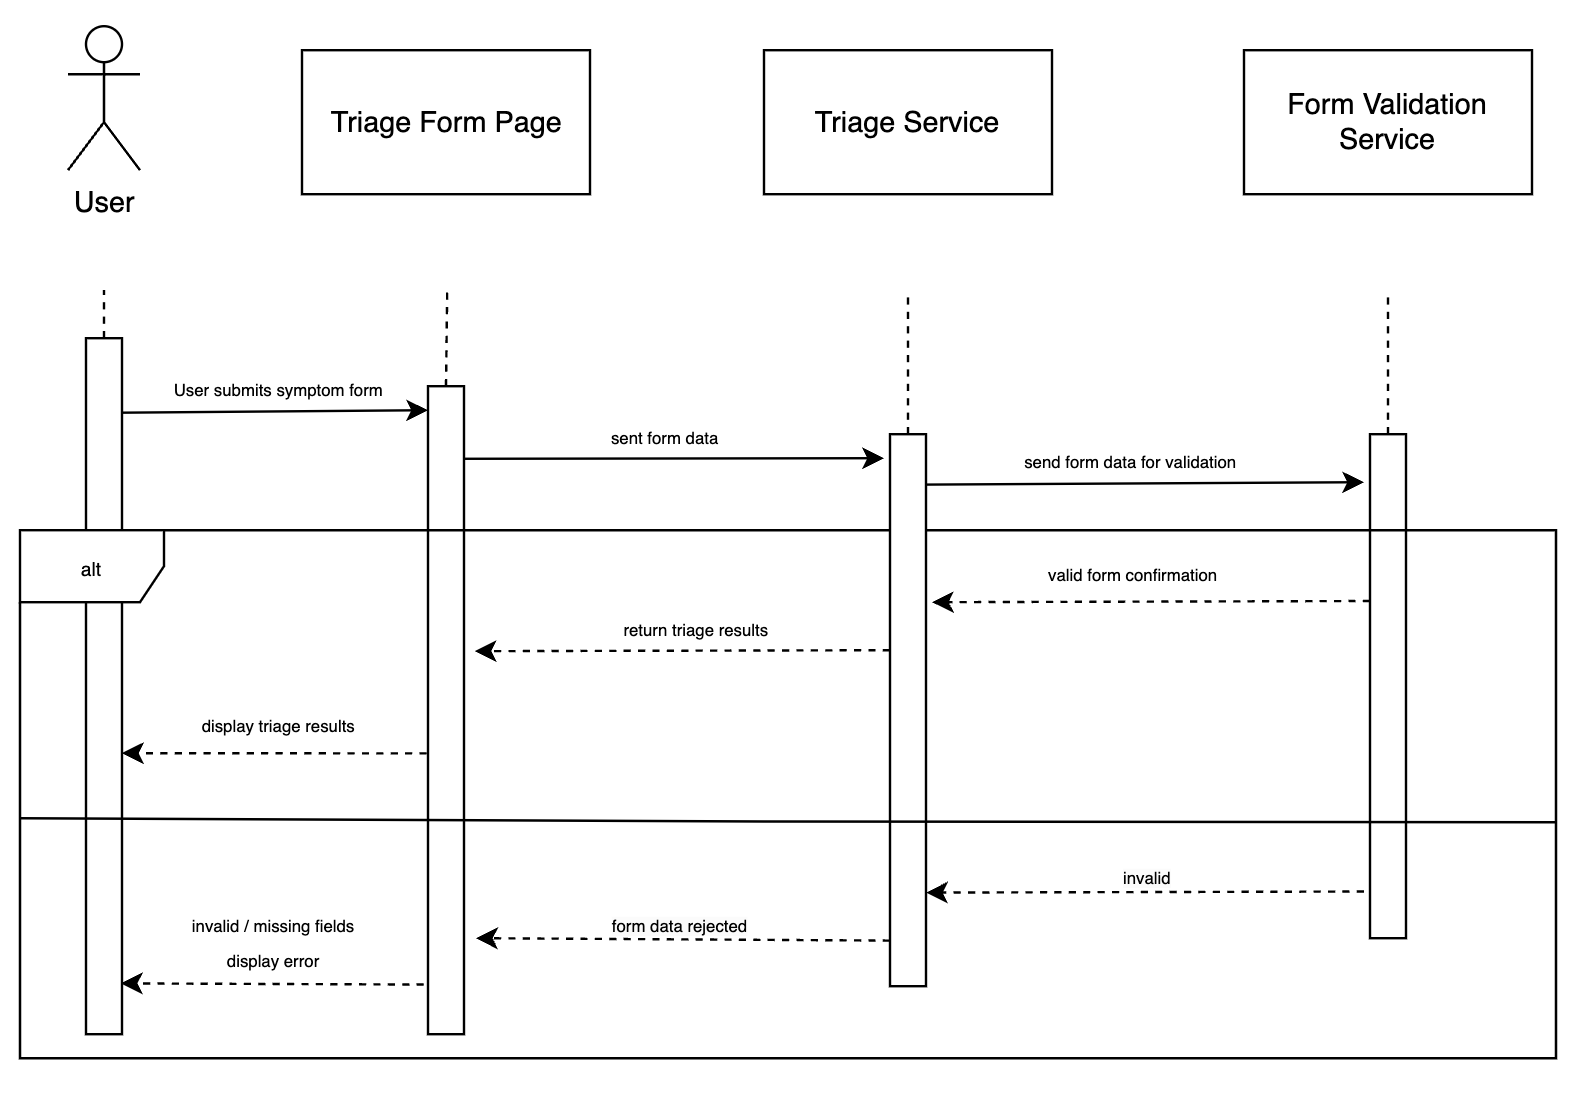 User
Triage Form Page
Triage Service
Form Validation
Service
User submits symptom form
sent form data
send form data for validation
alt
valid form confirmation
return triage results
display triage results
invalid
invalid / missing fields
form data rejected
display error